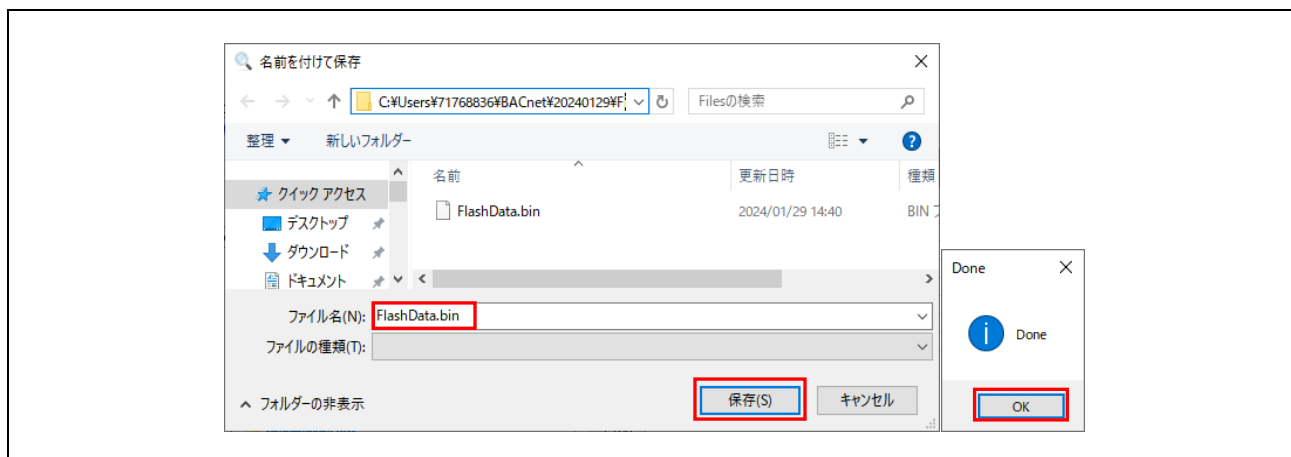 名前を付けて保存
C:¥Users¥71768836¥BACnet¥20240129¥F
Filesの検索
整理
新しいフォルダー
名前
更新日時
種類
クイック アクセス
デスクトップ
ダウンロード
ドキュメント
FlashData.bin
2024/01/29 14:40
BIN
ファイル名(N):
FlashData.bin
ファイルの種類(T):
フォルダーの非表示
保存(S)
キャンセル
Done
Done
OK